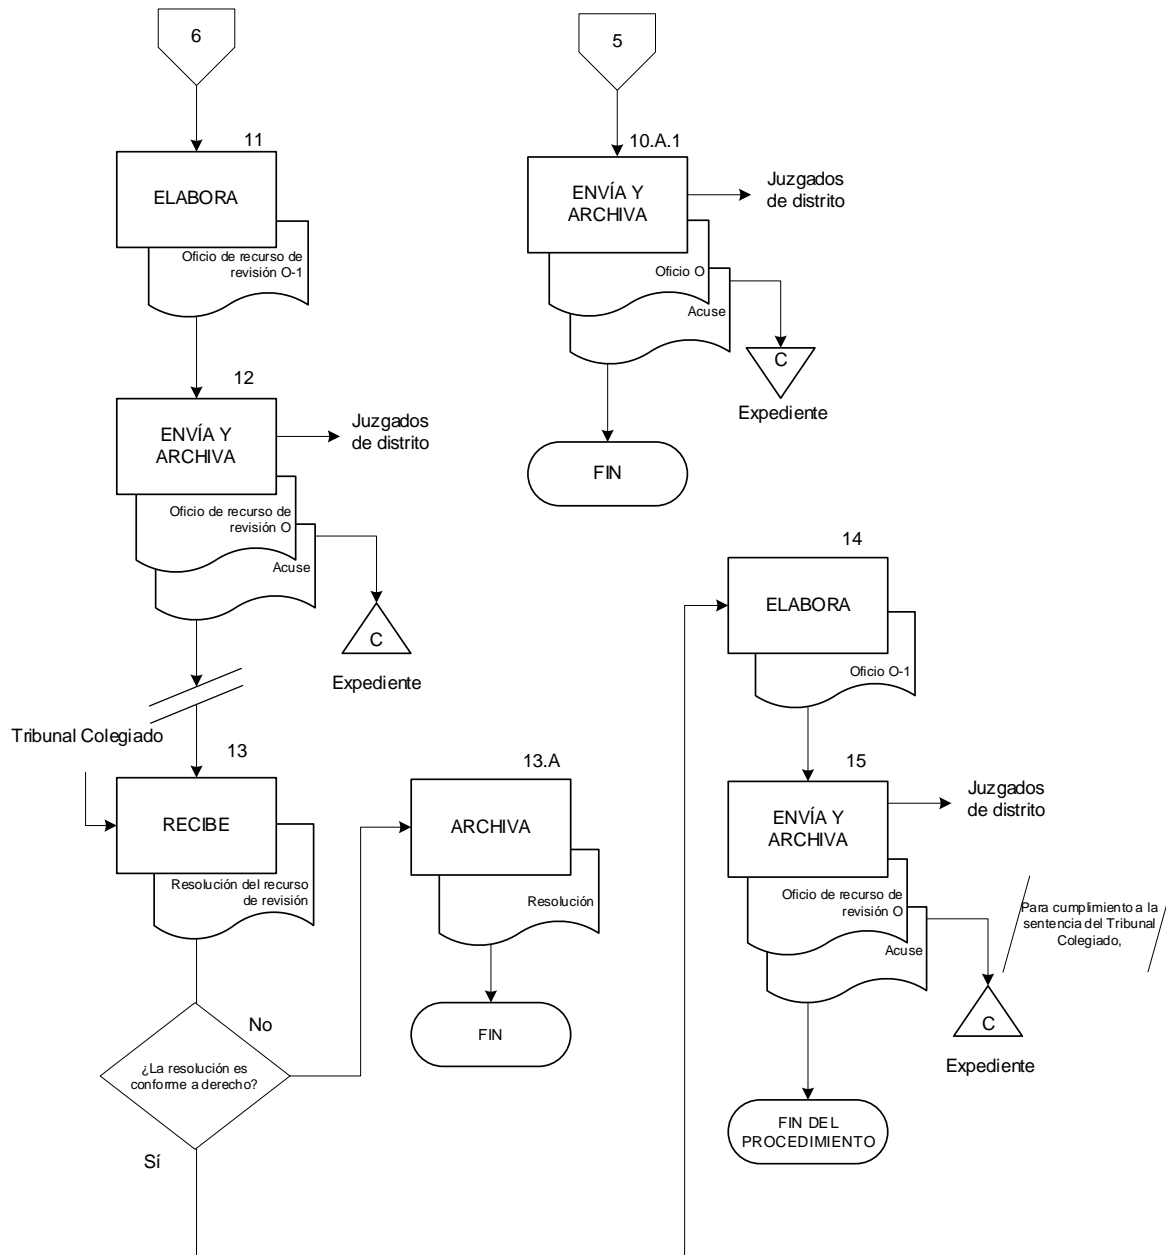 6
11
ELABORA
Oficio de recurso de
revisión O-1
12
ENVÍA Y
ARCHIVA
Juzgados
de distrito
Oficio de recurso de
revisión O
Acuse
C
Expediente
Tribunal Colegiado
13
RECIBE
Resolución del recurso
de revisión
¿La resolución es
conforme a derecho?
No
Sí
13.A
ARCHIVA
Resolución
FIN
5
10.A.1
ENVÍA Y
ARCHIVA
Juzgados
de distrito
Oficio O
Acuse
C
Expediente
FIN
14
ELABORA
Oficio O-1
15
ENVÍA Y
ARCHIVA
Juzgados
de distrito
Oficio de recurso de
revisión O
Acuse
Para cumplimiento a la
sentencia del Tribunal
Colegiado,
C
Expediente
FIN DEL
PROCEDIMIENTO